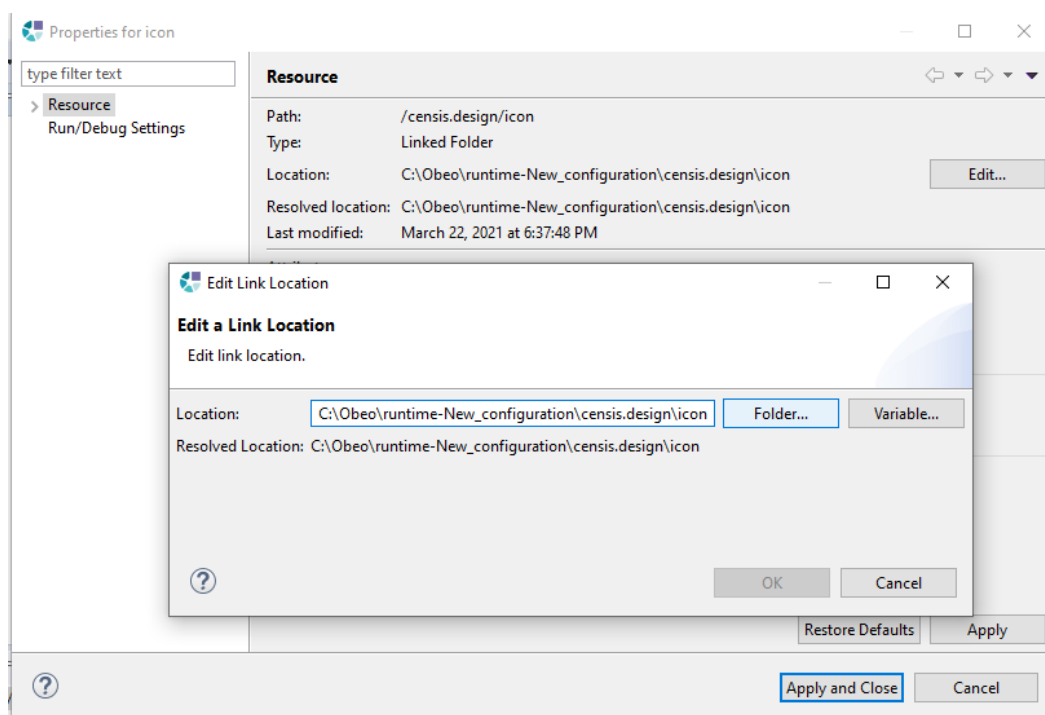 Properties for icon
type filter text
Resource
Run/Debug Settings
Resource
Path: /censis.design/icon
Type: Linked Folder
Location: C:\Obeo\runtime-New_configuration\censis.design\icon Edit...
Resolved location: C:\Obeo\runtime-New_configuration\censis.design\icon
Last modified: March 22, 2021 at 6:37:48 PM
Edit Link Location
Edit a Link Location
Edit link location.
Location: C:\Obeo\runtime-New_configuration\censis.design\icon Folder... Variable...
Resolved Location: C:\Obeo\runtime-New_configuration\censis.design\icon
? OK Cancel
Restore Defaults Apply
? Apply and Close Cancel